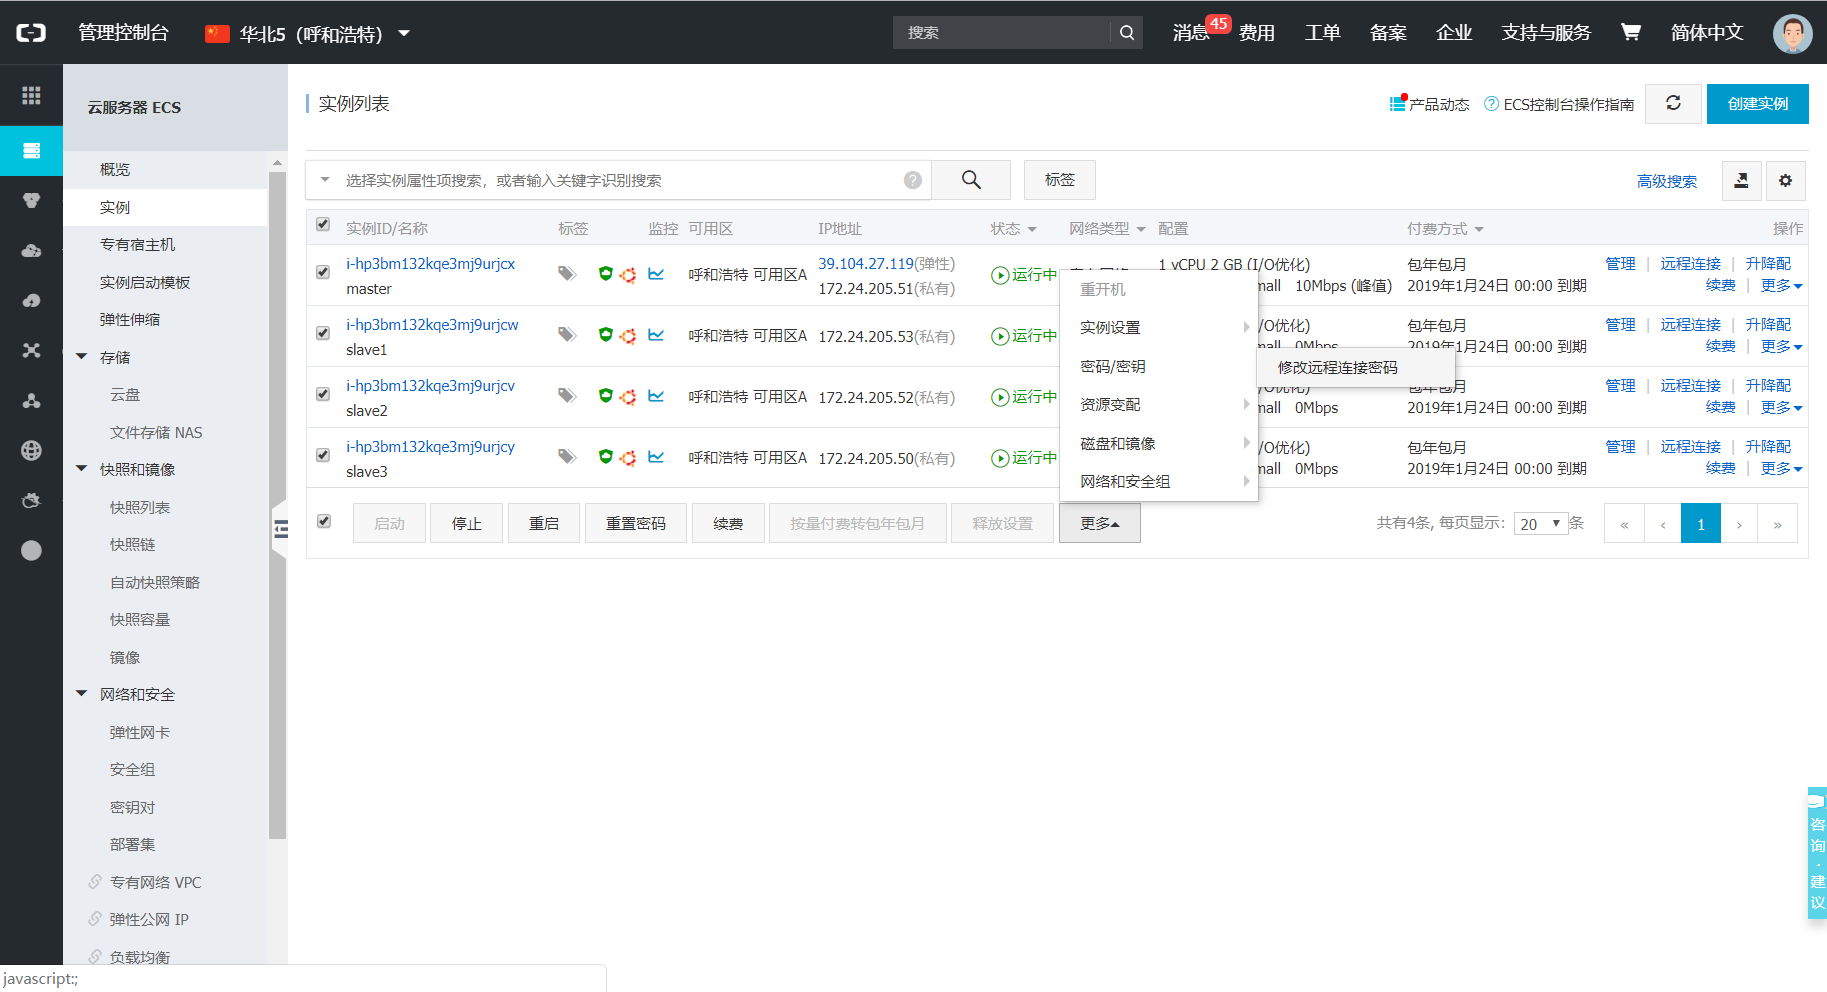 管理控制台
华北5（呼和浩特）
搜索
消息
45
费用
工单
备案
企业
支持与服务
简体中文
云服务器 ECS
概览
实例
专有宿主机
实例启动模板
弹性伸缩
存储
云盘
文件存储 NAS
快照和镜像
快照列表
快照链
自动快照策略
快照容量
镜像
网络和安全
弹性网卡
安全组
密钥对
部署集
专有网络 VPC
弹性公网 IP
负载均衡
javascript:;
实例列表
产品动态
ECS控制台操作指南
创建实例
选择实例属性项搜索，或者输入关键字识别搜索
标签
高级搜索
实例ID/名称 标签 监控 可用区 IP地址 状态 网络类型 配置 付费方式 操作
i-hp3bm132kqe3mj9urjcx
master
呼和浩特 可用区A
39.104.27.119(弹性)
172.24.205.51(私有)
运行中
1 vCPU 2 GB (I/O优化)
mall 10Mbps (峰值)
包年包月
2019年1月24日 00:00 到期
管理 | 远程连接 | 升降配
续费 | 更多
i-hp3bm132kqe3mj9urjcw
slave1
呼和浩特 可用区A
172.24.205.53(私有)
运行中
/O优化)
mall 0Mbps
包年包月
2019年1月24日 00:00 到期
管理 | 远程连接 | 升降配
续费 | 更多
i-hp3bm132kqe3mj9urjcv
slave2
呼和浩特 可用区A
172.24.205.52(私有)
运行中
/O优化)
mall 0Mbps
包年包月
2019年1月24日 00:00 到期
管理 | 远程连接 | 升降配
续费 | 更多
i-hp3bm132kqe3mj9urjcy
slave3
呼和浩特 可用区A
172.24.205.50(私有)
运行中
/O优化)
mall 0Mbps
包年包月
2019年1月24日 00:00 到期
管理 | 远程连接 | 升降配
续费 | 更多
重开机
实例设置
密码/密钥
资源变配
磁盘和镜像
网络和安全组
修改远程连接密码
启动
停止
重启
重置密码
续费
按量付费转包年包月
释放设置
更多
共有4条, 每页显示: 20 条
« ‹ 1 › »
咨询·建议